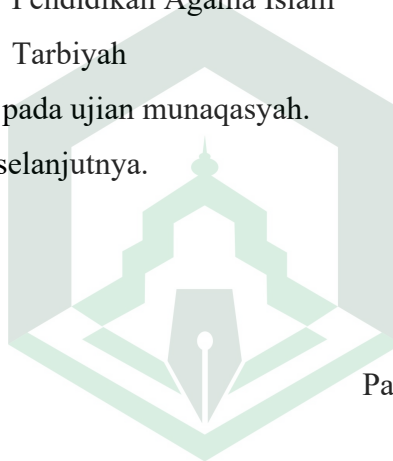 Pendidikan Agama Islam
Tarbiyah
pada ujian munaqasyah.
selanjutnya.
Pa